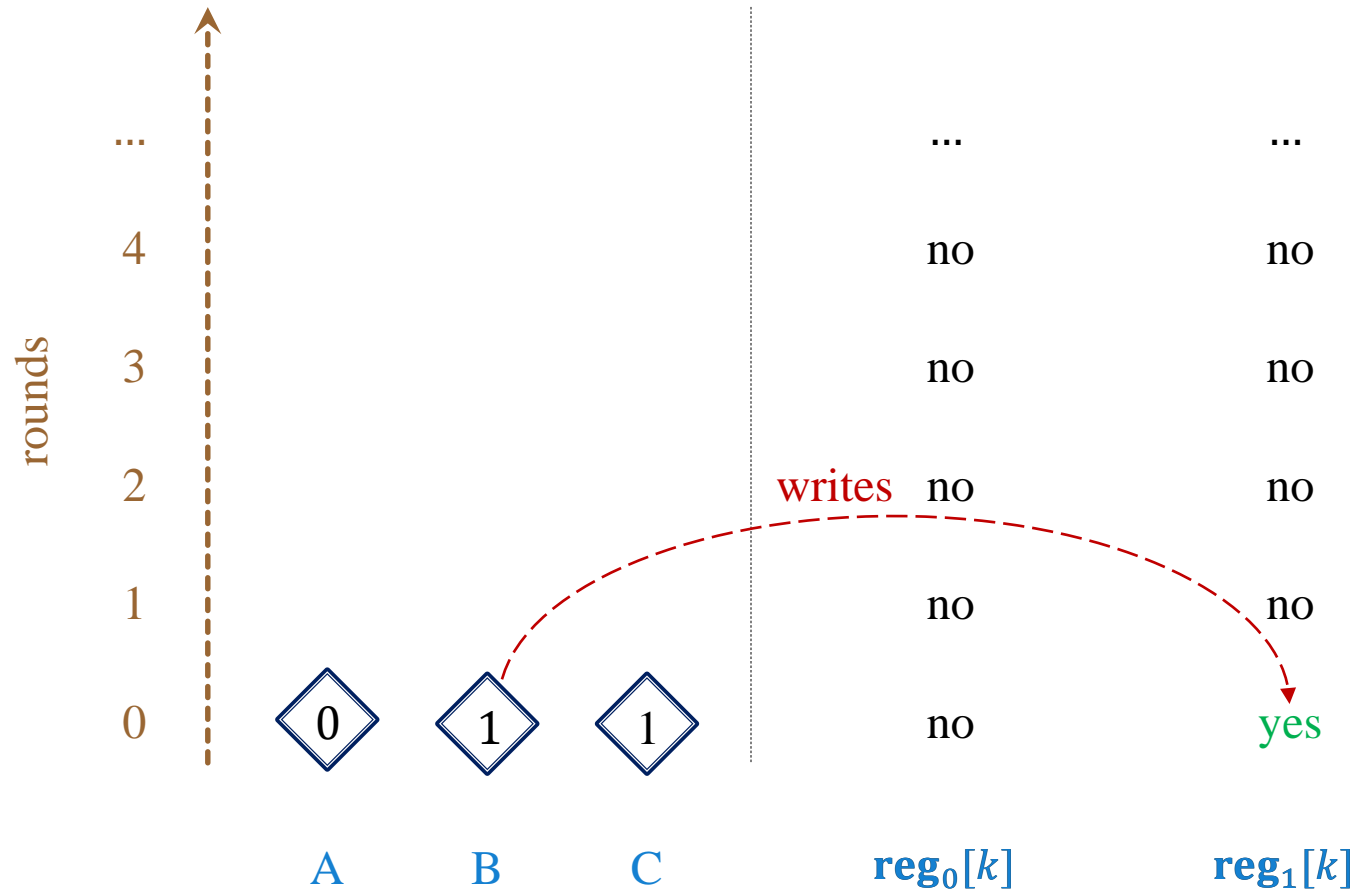 ... ... ...
4 no no
3 no no
rounds
2 writes no no
1 no no
0 0 1 1 no yes
A B C reg₀[k] reg₁[k]